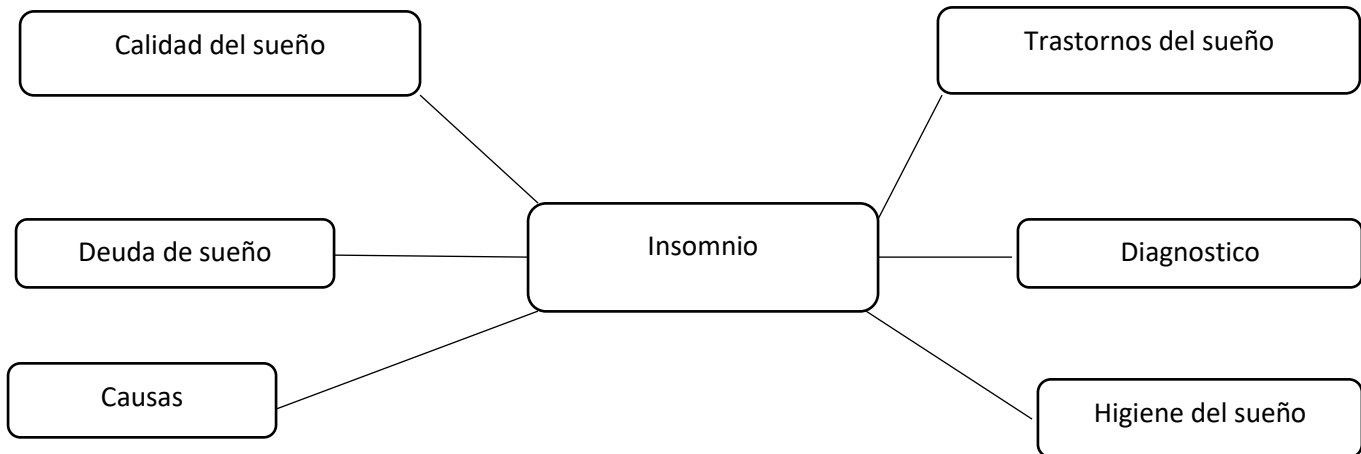 Calidad del sueño
Trastornos del sueño
Deuda de sueño
Insomnio
Diagnostico
Causas
Higiene del sueño